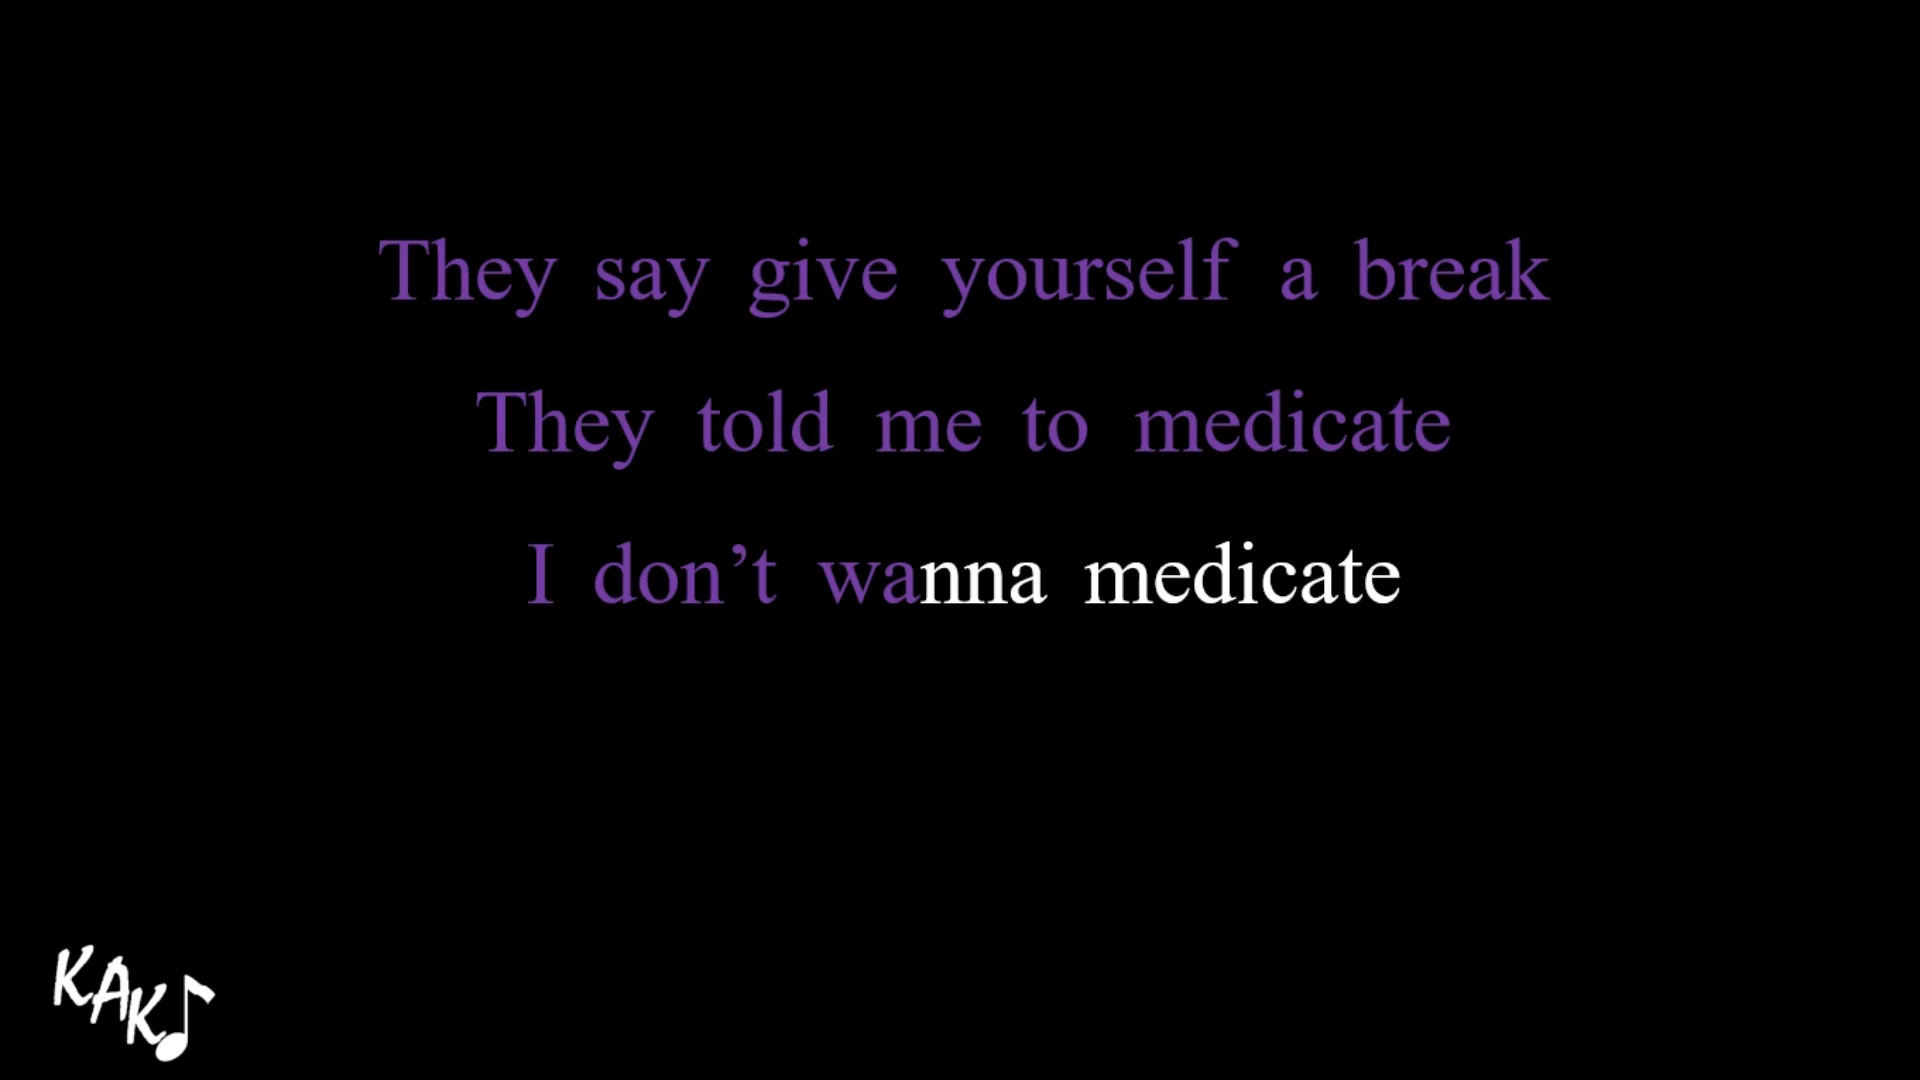 They say give yourself a break
They told me to medicate
I don’t wanna medicate
KAK